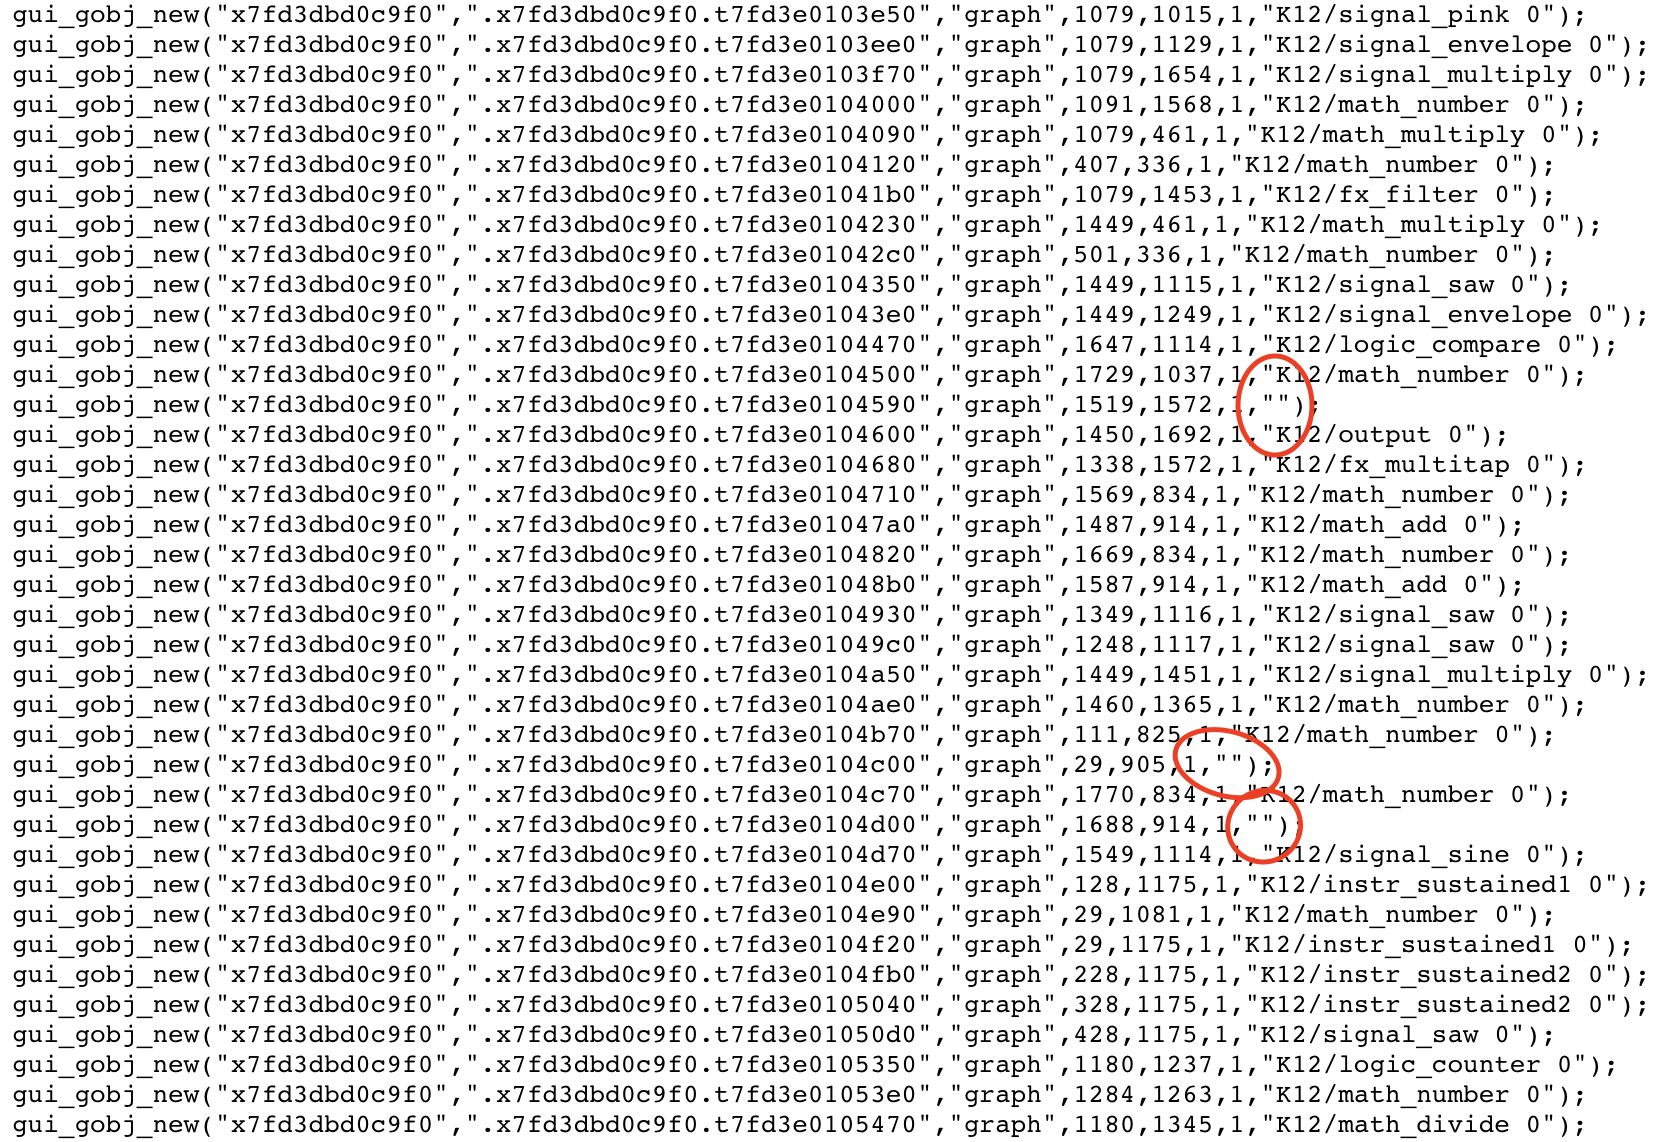 gui_gobj_new("x7fd3dbd0c9f0",".x7fd3dbd0c9f0.t7fd3e0103e50","graph",1079,1015,1,"K12/signal_pink 0");
gui_gobj_new("x7fd3dbd0c9f0",".x7fd3dbd0c9f0.t7fd3e0103ee0","graph",1079,1129,1,"K12/signal_envelope 0");
gui_gobj_new("x7fd3dbd0c9f0",".x7fd3dbd0c9f0.t7fd3e0103f70","graph",1079,1654,1,"K12/signal_multiply 0");
gui_gobj_new("x7fd3dbd0c9f0",".x7fd3dbd0c9f0.t7fd3e0104000","graph",1091,1568,1,"K12/math_number 0");
gui_gobj_new("x7fd3dbd0c9f0",".x7fd3dbd0c9f0.t7fd3e0104090","graph",1079,461,1,"K12/math_multiply 0");
gui_gobj_new("x7fd3dbd0c9f0",".x7fd3dbd0c9f0.t7fd3e0104120","graph",407,336,1,"K12/math_number 0");
gui_gobj_new("x7fd3dbd0c9f0",".x7fd3dbd0c9f0.t7fd3e01041b0","graph",1079,1453,1,"K12/fx_filter 0");
gui_gobj_new("x7fd3dbd0c9f0",".x7fd3dbd0c9f0.t7fd3e0104230","graph",1449,461,1,"K12/math_multiply 0");
gui_gobj_new("x7fd3dbd0c9f0",".x7fd3dbd0c9f0.t7fd3e01042c0","graph",501,336,1,"K12/math_number 0");
gui_gobj_new("x7fd3dbd0c9f0",".x7fd3dbd0c9f0.t7fd3e0104350","graph",1449,1115,1,"K12/signal_saw 0");
gui_gobj_new("x7fd3dbd0c9f0",".x7fd3dbd0c9f0.t7fd3e01043e0","graph",1449,1249,1,"K12/signal_envelope 0");
gui_gobj_new("x7fd3dbd0c9f0",".x7fd3dbd0c9f0.t7fd3e0104470","graph",1647,1114,1,"K12/logic_compare 0");
gui_gobj_new("x7fd3dbd0c9f0",".x7fd3dbd0c9f0.t7fd3e0104500","graph",1729,1037,1,"K12/math_number 0");
gui_gobj_new("x7fd3dbd0c9f0",".x7fd3dbd0c9f0.t7fd3e0104590","graph",1519,1572,1,"");
gui_gobj_new("x7fd3dbd0c9f0",".x7fd3dbd0c9f0.t7fd3e0104600","graph",1450,1692,1,"K12/output 0");
gui_gobj_new("x7fd3dbd0c9f0",".x7fd3dbd0c9f0.t7fd3e0104680","graph",1338,1572,1,"K12/fx_multitap 0");
gui_gobj_new("x7fd3dbd0c9f0",".x7fd3dbd0c9f0.t7fd3e0104710","graph",1569,834,1,"K12/math_number 0");
gui_gobj_new("x7fd3dbd0c9f0",".x7fd3dbd0c9f0.t7fd3e01047a0","graph",1487,914,1,"K12/math_add 0");
gui_gobj_new("x7fd3dbd0c9f0",".x7fd3dbd0c9f0.t7fd3e0104820","graph",1669,834,1,"K12/math_number 0");
gui_gobj_new("x7fd3dbd0c9f0",".x7fd3dbd0c9f0.t7fd3e01048b0","graph",1587,914,1,"K12/math_add 0");
gui_gobj_new("x7fd3dbd0c9f0",".x7fd3dbd0c9f0.t7fd3e0104930","graph",1349,1116,1,"K12/signal_saw 0");
gui_gobj_new("x7fd3dbd0c9f0",".x7fd3dbd0c9f0.t7fd3e01049c0","graph",1248,1117,1,"K12/signal_saw 0");
gui_gobj_new("x7fd3dbd0c9f0",".x7fd3dbd0c9f0.t7fd3e0104a50","graph",1449,1451,1,"K12/signal_multiply 0");
gui_gobj_new("x7fd3dbd0c9f0",".x7fd3dbd0c9f0.t7fd3e0104ae0","graph",1460,1365,1,"K12/math_number 0");
gui_gobj_new("x7fd3dbd0c9f0",".x7fd3dbd0c9f0.t7fd3e0104b70","graph",111,825,1,"K12/math_number 0");
gui_gobj_new("x7fd3dbd0c9f0",".x7fd3dbd0c9f0.t7fd3e0104c00","graph",29,905,1,"");
gui_gobj_new("x7fd3dbd0c9f0",".x7fd3dbd0c9f0.t7fd3e0104c70","graph",1770,834,1,"K12/math_number 0");
gui_gobj_new("x7fd3dbd0c9f0",".x7fd3dbd0c9f0.t7fd3e0104d00","graph",1688,914,1,"");
gui_gobj_new("x7fd3dbd0c9f0",".x7fd3dbd0c9f0.t7fd3e0104d70","graph",1549,1114,1,"K12/signal_sine 0");
gui_gobj_new("x7fd3dbd0c9f0",".x7fd3dbd0c9f0.t7fd3e0104e00","graph",128,1175,1,"K12/instr_sustained1 0");
gui_gobj_new("x7fd3dbd0c9f0",".x7fd3dbd0c9f0.t7fd3e0104e90","graph",29,1081,1,"K12/math_number 0");
gui_gobj_new("x7fd3dbd0c9f0",".x7fd3dbd0c9f0.t7fd3e0104f20","graph",29,1175,1,"K12/instr_sustained1 0");
gui_gobj_new("x7fd3dbd0c9f0",".x7fd3dbd0c9f0.t7fd3e0104fb0","graph",228,1175,1,"K12/instr_sustained2 0");
gui_gobj_new("x7fd3dbd0c9f0",".x7fd3dbd0c9f0.t7fd3e0105040","graph",328,1175,1,"K12/instr_sustained2 0");
gui_gobj_new("x7fd3dbd0c9f0",".x7fd3dbd0c9f0.t7fd3e01050d0","graph",428,1175,1,"K12/signal_saw 0");
gui_gobj_new("x7fd3dbd0c9f0",".x7fd3dbd0c9f0.t7fd3e0105350","graph",1180,1237,1,"K12/logic_counter 0");
gui_gobj_new("x7fd3dbd0c9f0",".x7fd3dbd0c9f0.t7fd3e01053e0","graph",1284,1263,1,"K12/math_number 0");
gui_gobj_new("x7fd3dbd0c9f0",".x7fd3dbd0c9f0.t7fd3e0105470","graph",1180,1345,1,"K12/math_divide 0");